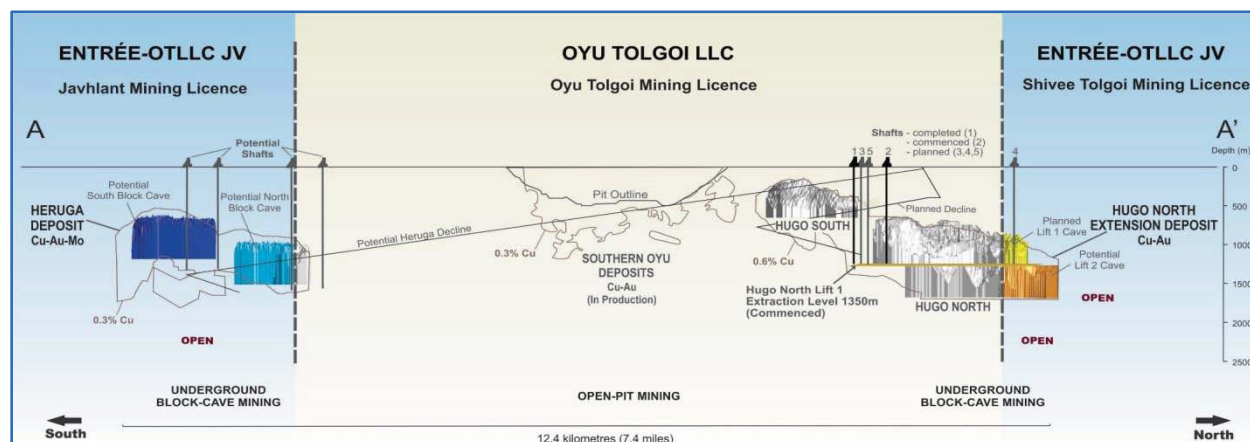 ENTRÉE-OTLLC JV
Javhlant Mining Licence
OYU TOLGOI LLC
Oyu Tolgoi Mining Licence
ENTRÉE-OTLLC JV
Shivee Tolgoi Mining Licence
A
A'
Potential
Shafts
Shafts - completed (1)
- commenced (2)
- planned (3,4,5)
1 3 5 2
4
Depth (m)
0
500
1000
1500
2000
2500
Potential
South Block Cave
Potential North
Block Cave
HERUGA
DEPOSIT
Cu-Au-Mo
0.3% Cu
OPEN
Potential Heruga Decline
Pit Outline
0.3% Cu
SOUTHERN OYU
DEPOSITS
Cu-Au
(In Production)
HUGO SOUTH
0.6% Cu
Planned Decline
Hugo North Lift 1
Extraction Level 1350m
(Commenced)
HUGO NORTH
Planned
Lift 1 Cave
HUGO NORTH
EXTENSION DEPOSIT
Cu-Au
Potential
Lift 2 Cave
OPEN
OPEN
UNDERGROUND
BLOCK-CAVE MINING
OPEN-PIT MINING
UNDERGROUND
BLOCK-CAVE MINING
South
12.4 kilometres (7.4 miles)
North